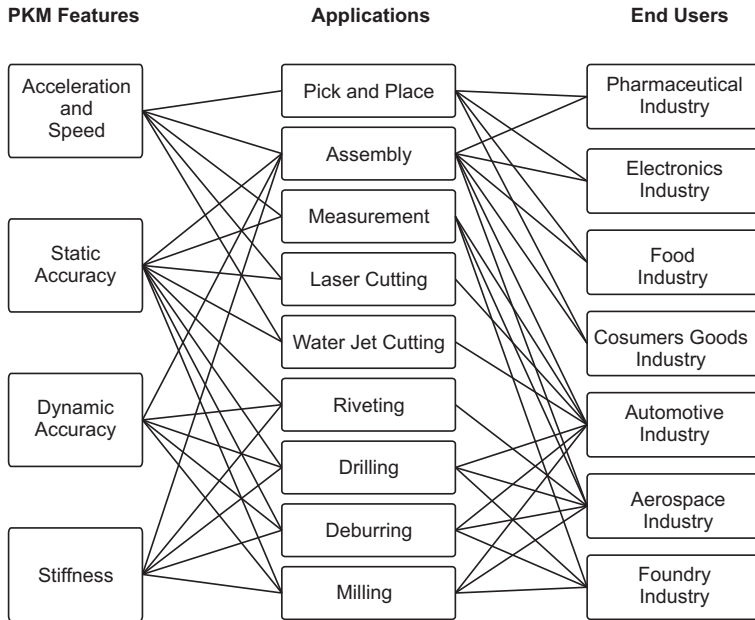 PKM Features
Applications
End Users
Acceleration
and
Speed
Static
Accuracy
Dynamic
Accuracy
Stiffness
Pick and Place
Assembly
Measurement
Laser Cutting
Water Jet Cutting
Riveting
Drilling
Deburring
Milling
Pharmaceutical
Industry
Electronics
Industry
Food
Industry
Cosumers Goods
Industry
Automotive
Industry
Aerospace
Industry
Foundry
Industry